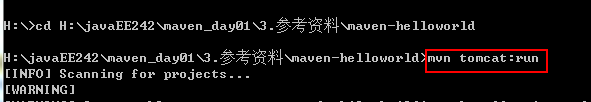 H:\>cd H:\javaEE242\maven_day01\3.参考资料\maven-helloworld
H:\javaEE242\maven_day01\3.参考资料\maven-helloworld>mvn tomcat:run
[INFO] Scanning for projects...
[WARNING]